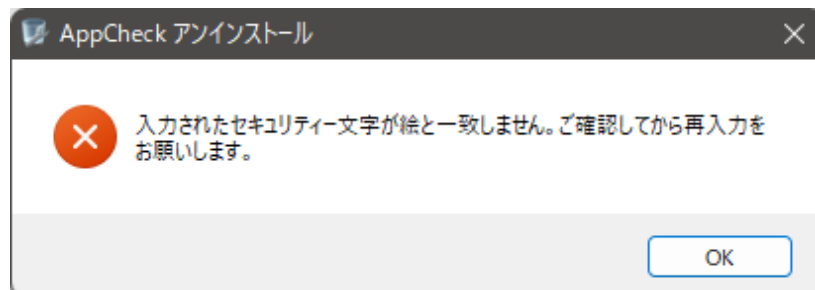 AppCheck アンインストール
入力されたセキュリティー文字が絵と一致しません。ご確認してから再入力を
お願いします。
OK